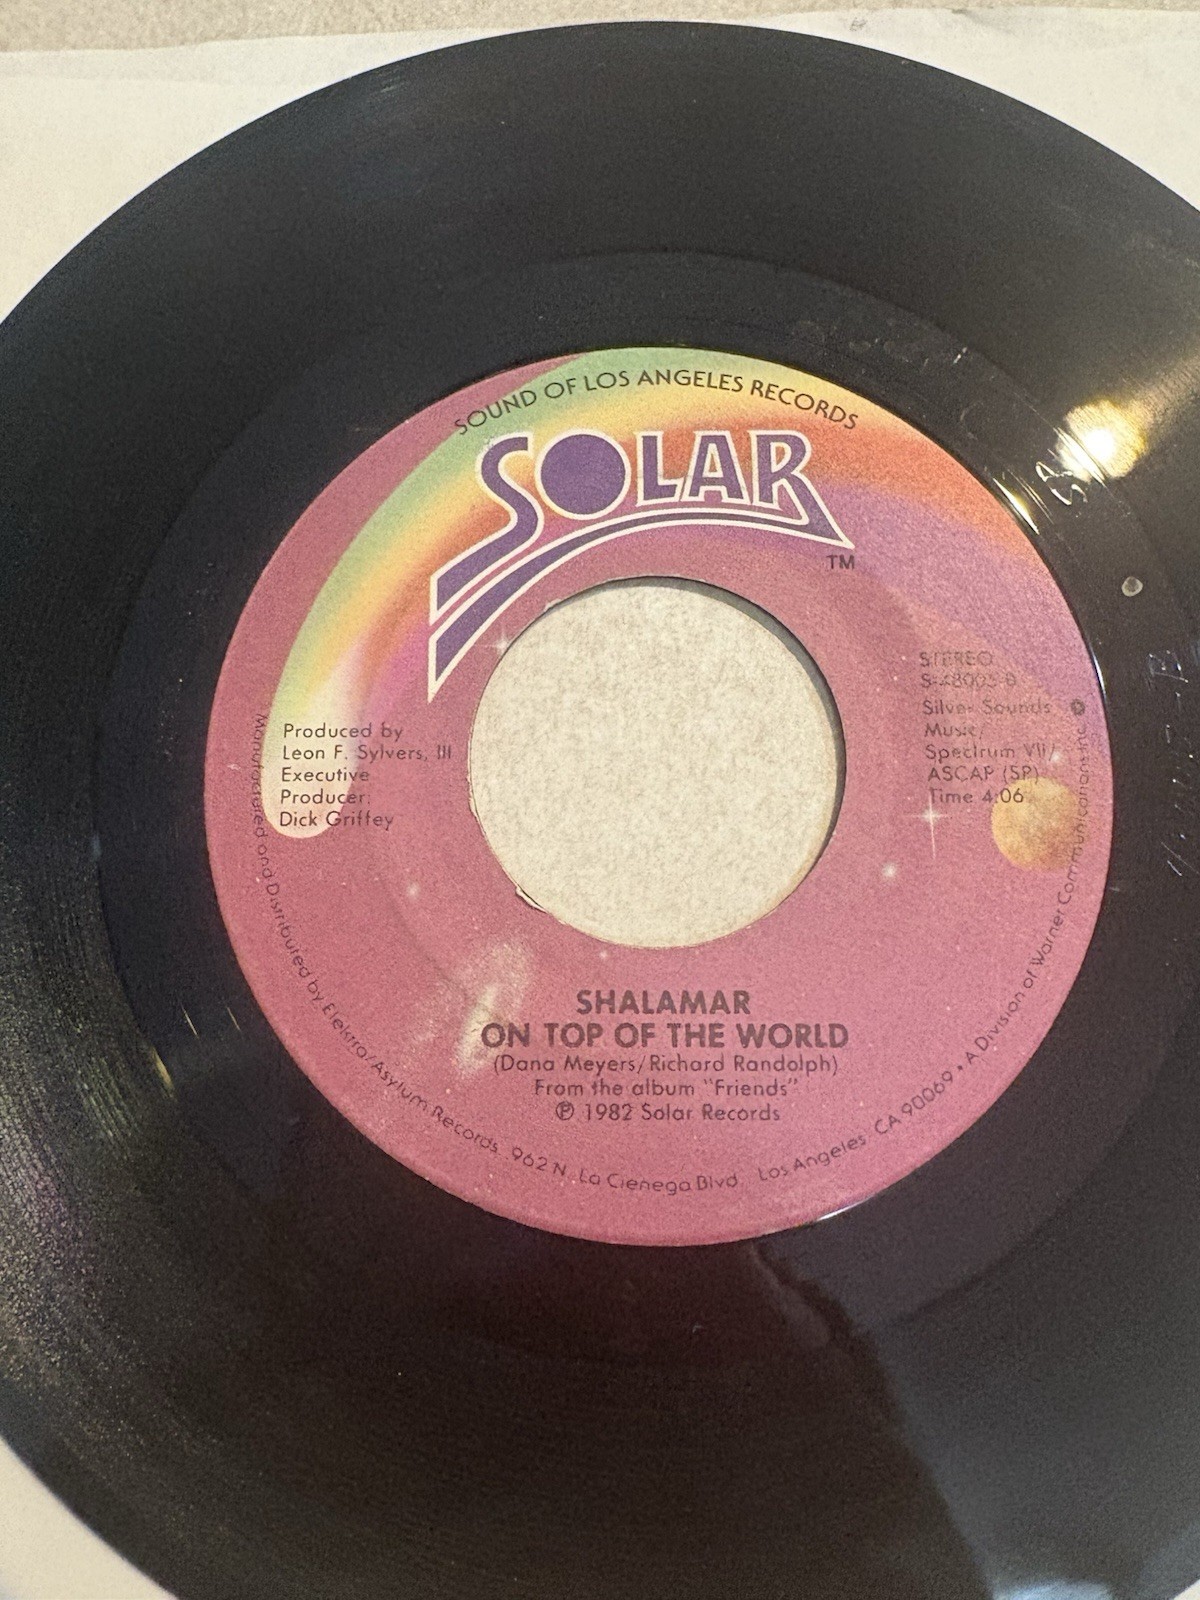 SOUND OF LOS ANGELES RECORDS
SOLAR
TM
STEREO
S-48005-B
Silver Sounds
Music/
Spectrum VII/
ASCAP (SP)
Time 4:06
Produced by
Leon F. Sylvers, III
Executive
Producer:
Dick Griffey
SHALAMAR
ON TOP OF THE WORLD
(Dana Meyers/Richard Randolph)
From the album "Friends"
℗ 1982 Solar Records
Manufactured and Distributed by Elektra/Asylum Records 962 N. La Cienega Blvd. Los Angeles CA 90069 • A Division of Warner Communications Inc.